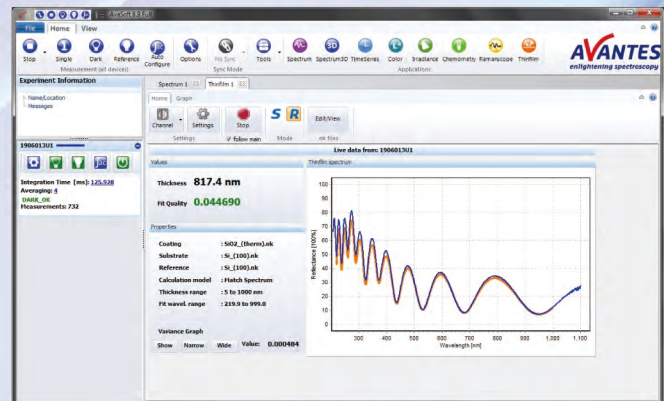 AvaSoft 8.3 Full
File Home View
Stop Single Dark Reference Auto Configure Options No Sync Tools Spectrum Spectrum3D TimeSeries Color Irradiance Chemometry Ramanscope Thinfilm
Measurement (all devices) Sync Mode Applications
AVANTES
enlightening spectroscopy
Experiment Information
Name/Location
Messages
1906013U1
Integration Time [ms]: 125.928
Averaging: 4
DARK_OK
Measurements: 732
Spectrum 1 Thinfilm 1
Home Graph
Channel Settings Stop S R Edit/View
Settings follow main Mode nk files
Live data from: 1906013U1
Values
Thickness 817.4 nm
Fit Quality 0.044690
Properties
Coating : SiO2_(therm).nk
Substrate : Si_(100).nk
Reference : Si_(100).nk
Calculation model : Match Spectrum
Thickness range : 5 to 1000 nm
Fit wavel. range : 219.9 to 999.0
Variance Graph
Show Narrow Wide Value: 0.000484
Thinfilm spectrum
Reflectance [100%]
100
90
80
70
60
50
40
30
20
10
0
300 400 500 600 700 800 900 1,000 1,100
Wavelength [nm]